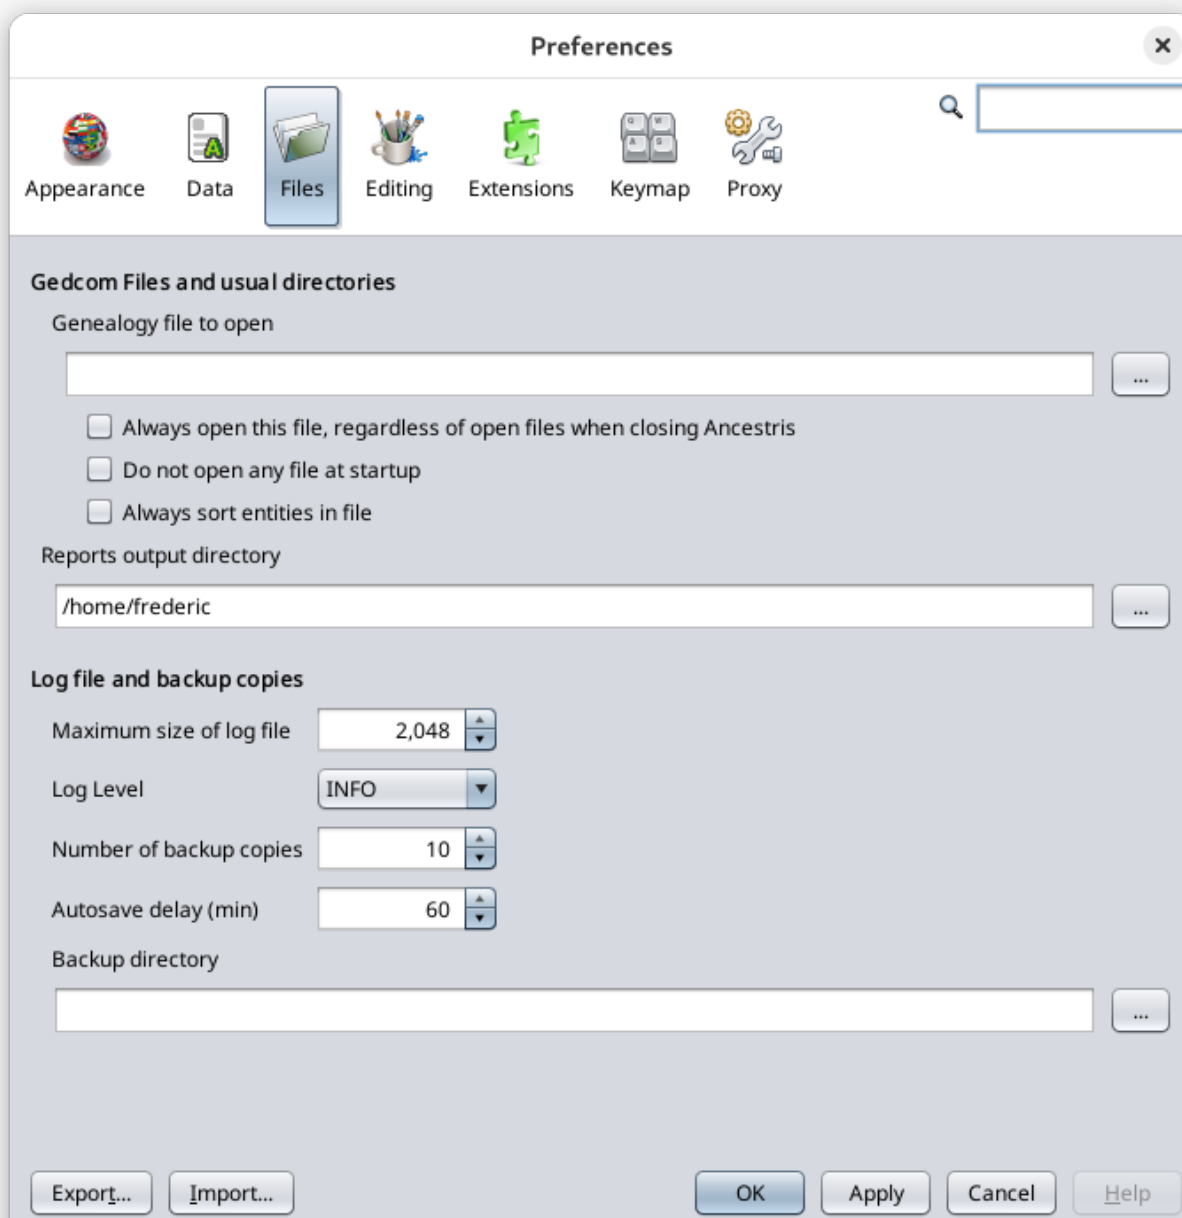 Preferences
Appearance Data Files Editing Extensions Keymap Proxy
Gedcom Files and usual directories
Genealogy file to open
...
Always open this file, regardless of open files when closing Ancestris
Do not open any file at startup
Always sort entities in file
Reports output directory
/home/frederic ...
Log file and backup copies
Maximum size of log file 2,048
Log Level INFO
Number of backup copies 10
Autosave delay (min) 60
Backup directory
...
Export... Import... OK Apply Cancel Help